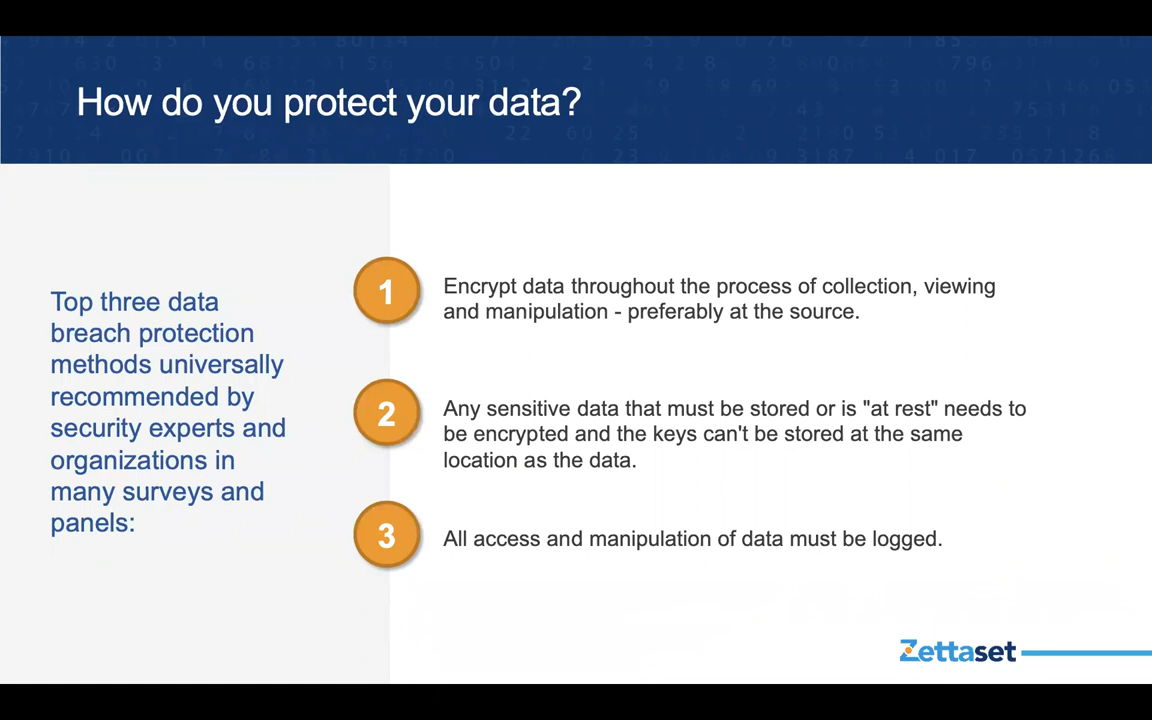 How do you protect your data?
Top three data
breach protection
methods universally
recommended by
security experts and
organizations in
many surveys and
panels:
1
Encrypt data throughout the process of collection, viewing
and manipulation - preferably at the source.
2
Any sensitive data that must be stored or is "at rest" needs to
be encrypted and the keys can't be stored at the same
location as the data.
3
All access and manipulation of data must be logged.
Zettaset